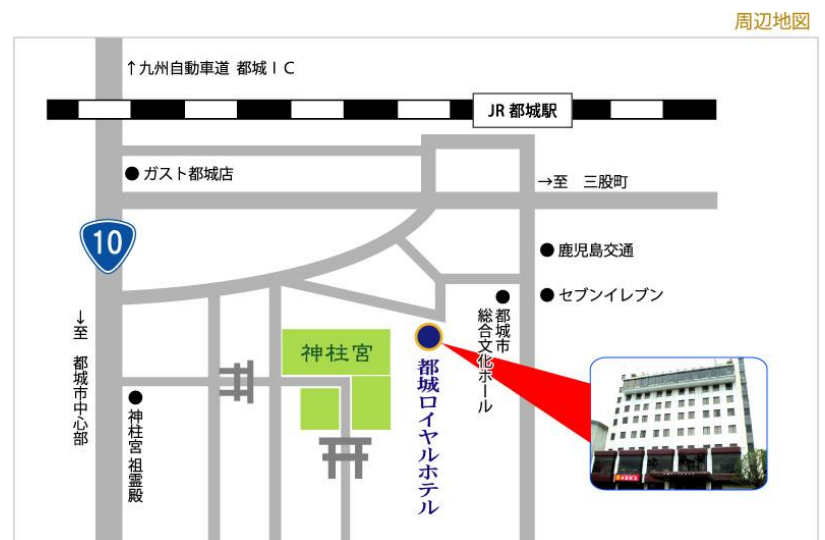 周辺地図
↑九州自動車道 都城IC
JR 都城駅
ガスト都城店
→至 三股町
10
鹿児島交通
セブンイレブン
↓至 都城市中心部
都城市
総合文化ホール
神柱宮
都城ロイヤルホテル
神柱宮 祖霊殿